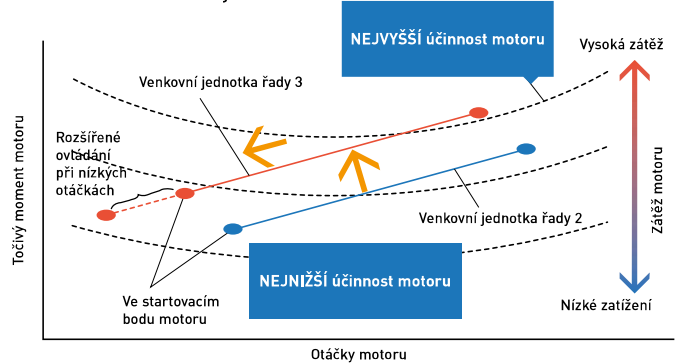 NEJVYŠŠÍ účinnost motoru
Vysoká zátěž
Venkovní jednotka řady 3
Rozšířené
ovládání
při nízkých
otáčkách
Točivý moment motoru
Zátěž motoru
Venkovní jednotka řady 2
NEJNIŽŠÍ účinnost motoru
Ve startovacím
bodu motoru
Nízké zatížení
Otáčky motoru